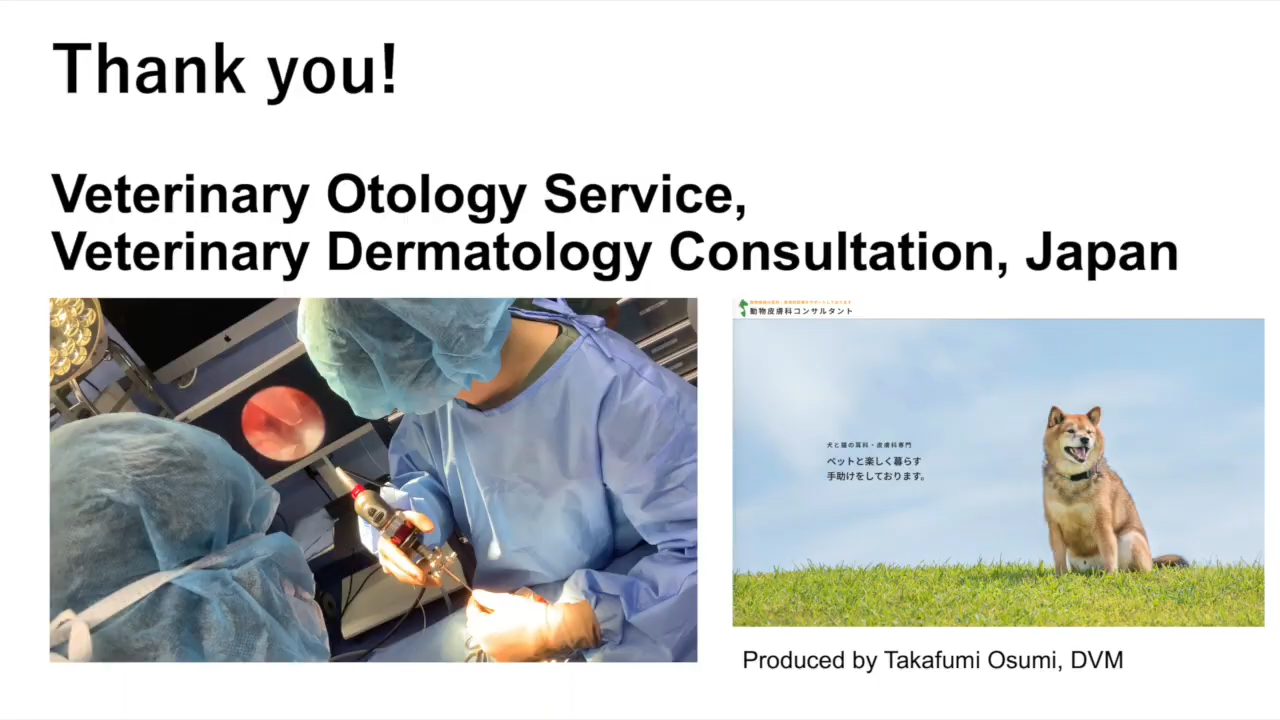 Thank you!
Veterinary Otology Service,
Veterinary Dermatology Consultation, Japan
動物皮膚科コンサルタント
犬と猫の耳科・皮膚科専門
ペットと楽しく暮らす
手助けをしております。
Produced by Takafumi Osumi, DVM